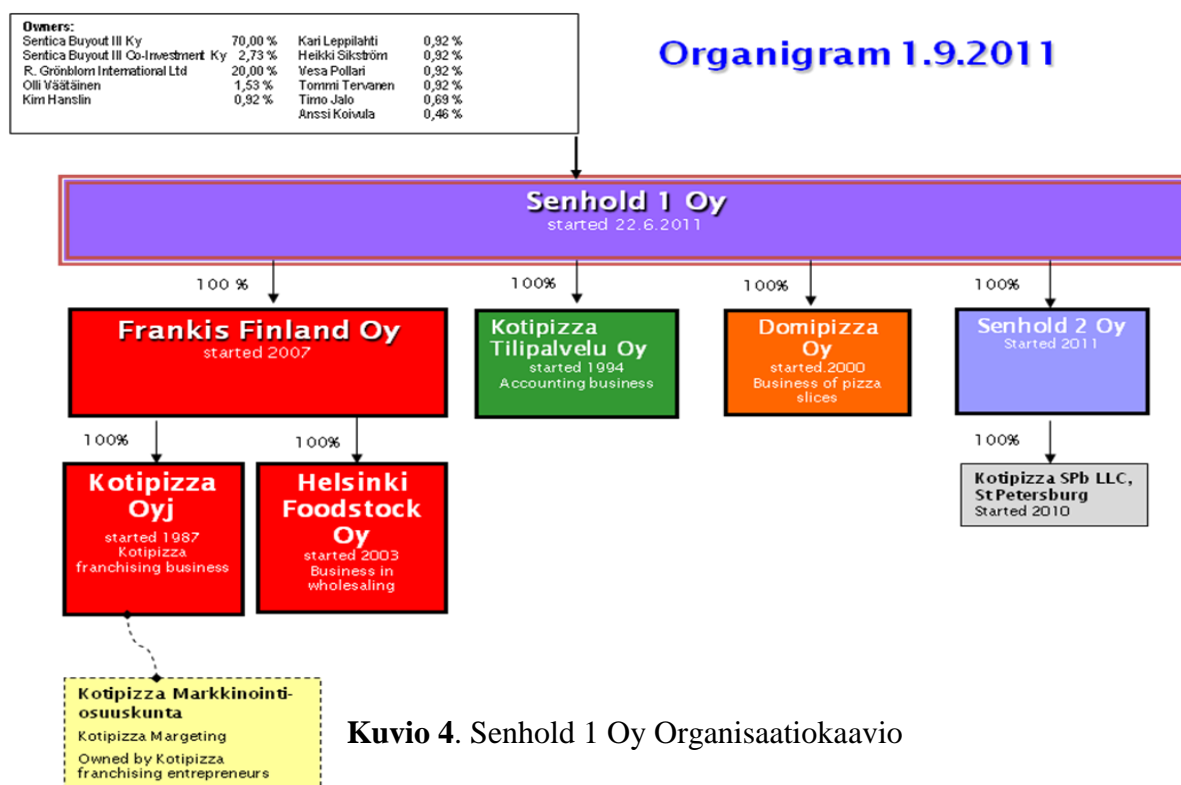 Owners:
Sentica Buyout III Ky 70,00 %
Sentica Buyout III Co-Investment Ky 2,73 %
R. Grönblom International Ltd 20,00 %
Olli Väätäinen 1,53 %
Kim Hanslin 0,92 %
Kari Leppilahti 0,92 %
Heikki Sikström 0,92 %
Vesa Pollari 0,92 %
Tommi Tervanen 0,92 %
Timo Jalo 0,69 %
Anssi Koivula 0,46 %
Organigram 1.9.2011
Senhold 1 Oy
started 22.6.2011
100 %
100%
100%
100%
Frankis Finland Oy
started 2007
Kotipizza
Tilipalvelu Oy
started 1994
Accounting business
Domipizza
Oy
started.2000
Business of pizza
slices
Senhold 2 Oy
Started 2011
100%
100%
100%
Kotipizza
Oyj
started 1987
Kotipizza
franchising business
Helsinki
Foodstock
Oy
started 2003
Business in
wholesaling
Kotipizza SPb LLC,
St Petersburg
Started 2010
Kotipizza Markkinointi-
osuuskunta
Kotipizza Margeting
Owned by Kotipizza
franchising entrepreneurs
Kuvio 4. Senhold 1 Oy Organisaatiokaavio